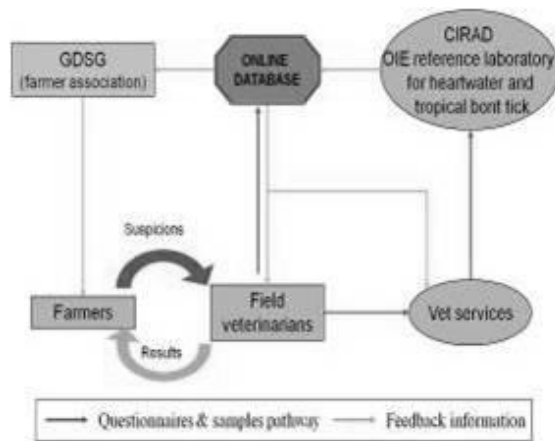 GDSG
(farmer association)
ONLINE
DATABASE
CIRAD
OIE reference laboratory
for heartwater and
tropical bont tick
Suspicions
Farmers
Field
veterinarians
Vet services
Results
Questionnaires & samples pathway
Feedback information